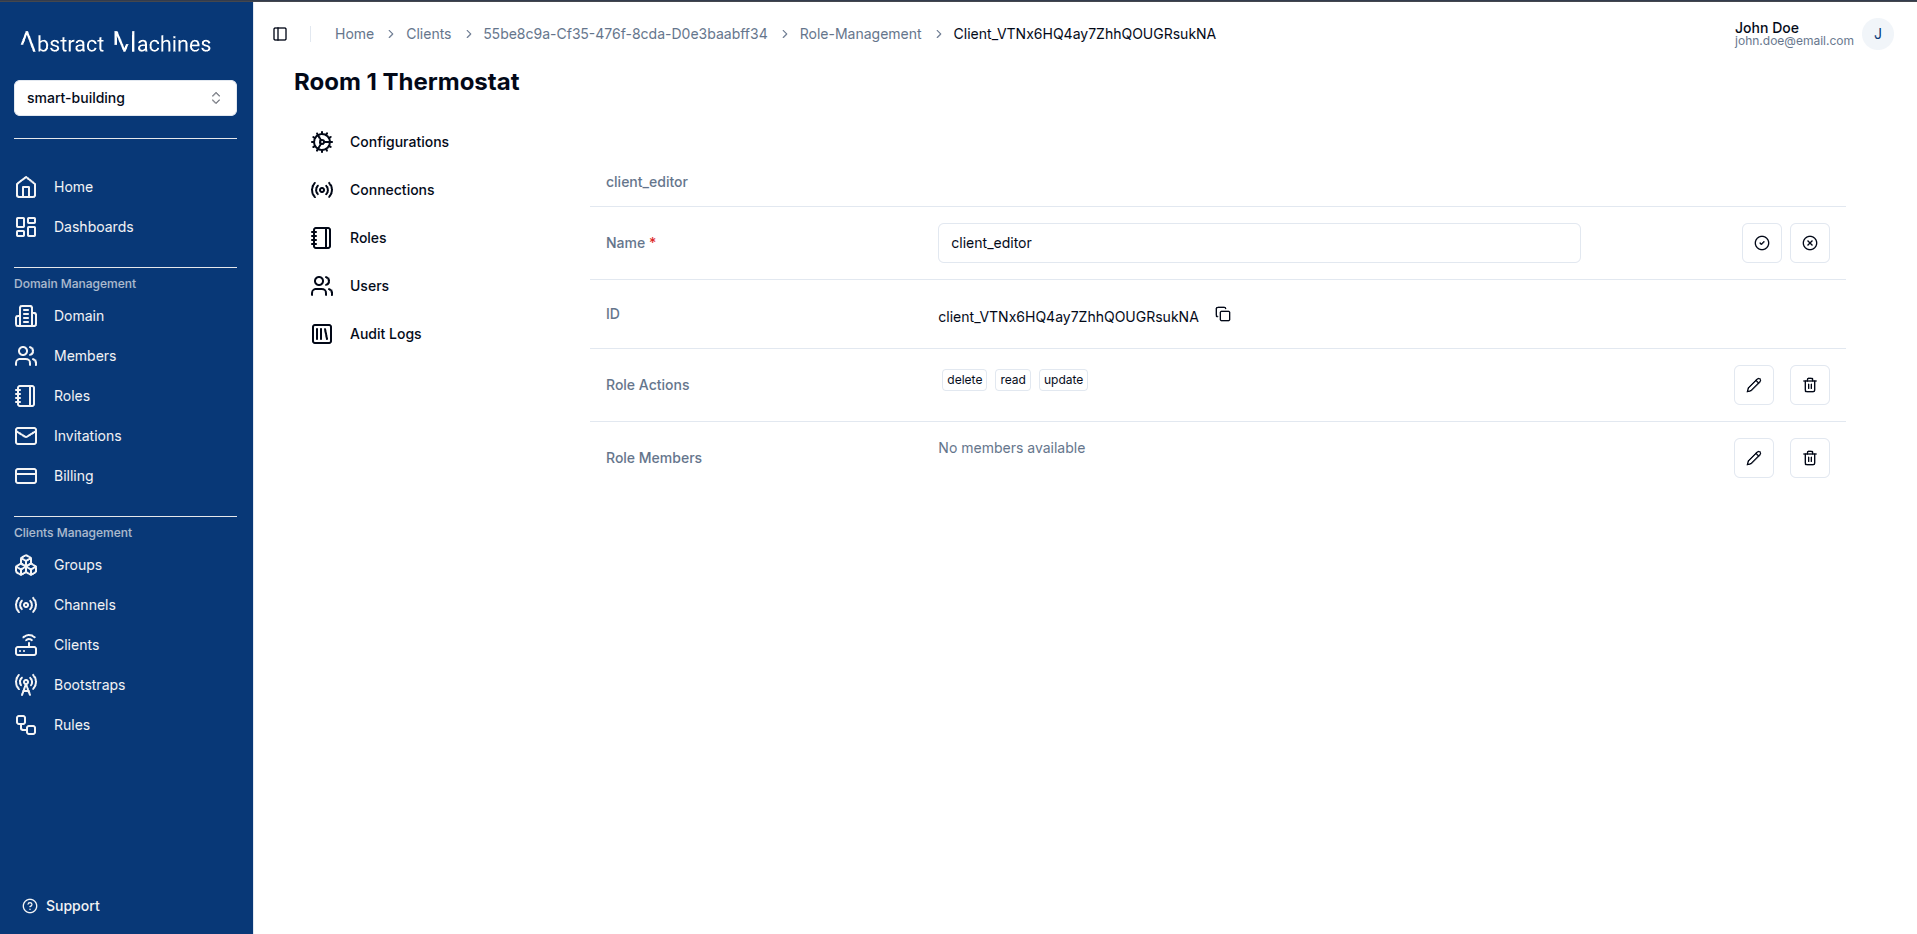 Abstract Machines
smart-building
Home
Dashboards
Domain Management
Domain
Members
Roles
Invitations
Billing
Clients Management
Groups
Channels
Clients
Bootstraps
Rules
Support
Home > Clients > 55be8c9a-Cf35-476f-8cda-D0e3baabff34 > Role-Management > Client_VTNx6HQ4ay7ZhhQOUGRsukNA
John Doe
john.doe@email.com
J
Room 1 Thermostat
Configurations
Connections
Roles
Users
Audit Logs
client_editor
Name * client_editor
ID client_VTNx6HQ4ay7ZhhQOUGRsukNA
Role Actions delete read update
Role Members No members available